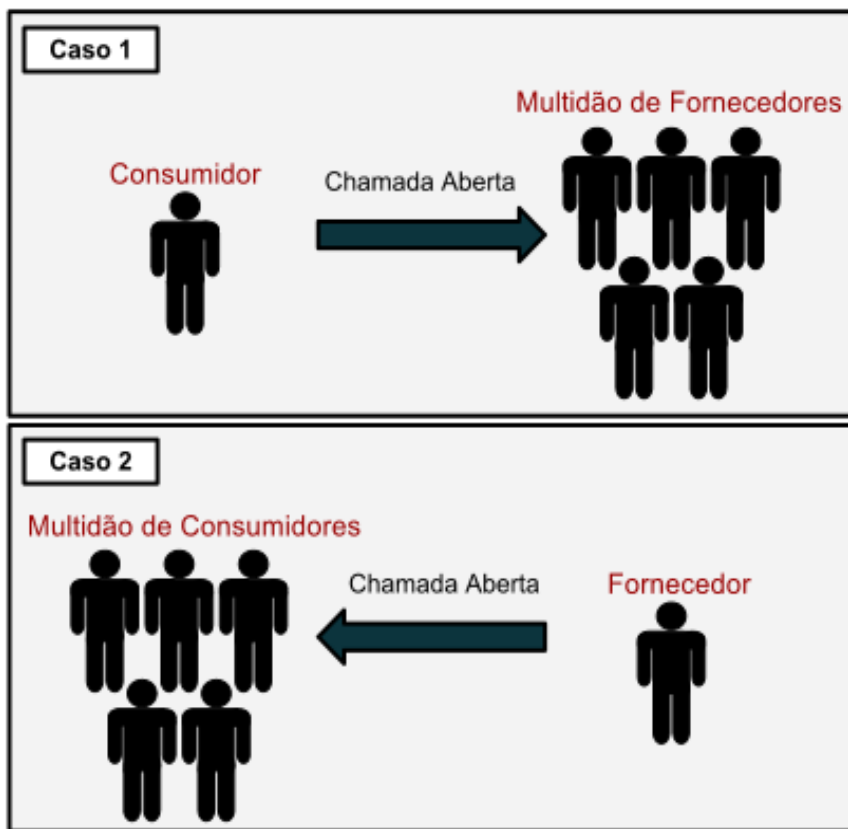 Caso 1
Multidão de Fornecedores
Consumidor
Chamada Aberta
Caso 2
Multidão de Consumidores
Chamada Aberta
Fornecedor